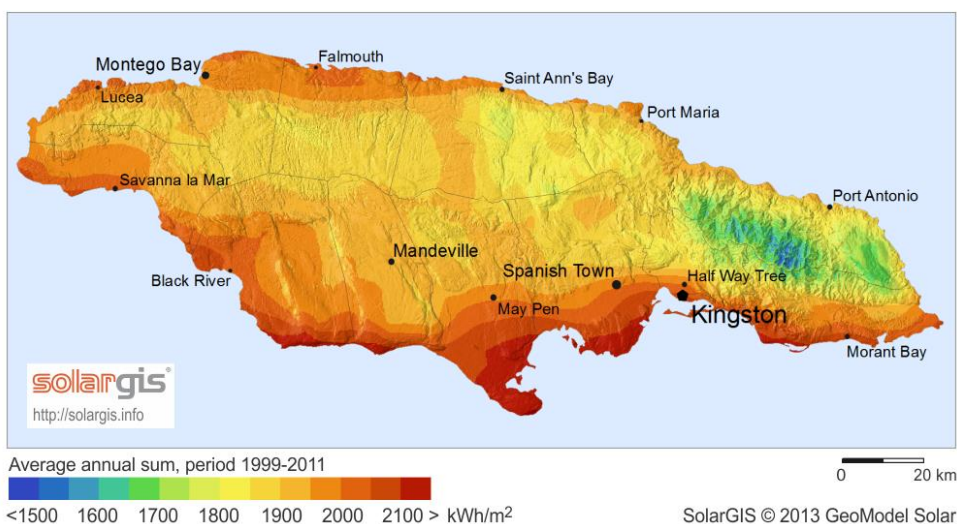 Falmouth
Montego Bay
Lucea
Saint Ann's Bay
Port Maria
Savanna la Mar
Port Antonio
Mandeville
Black River
Spanish Town
Half Way Tree
May Pen
Kingston
Morant Bay
solargis®
http://solargis.info
Average annual sum, period 1999-2011
0 20 km
<1500 1600 1700 1800 1900 2000 2100 > kWh/m²
SolarGIS © 2013 GeoModel Solar